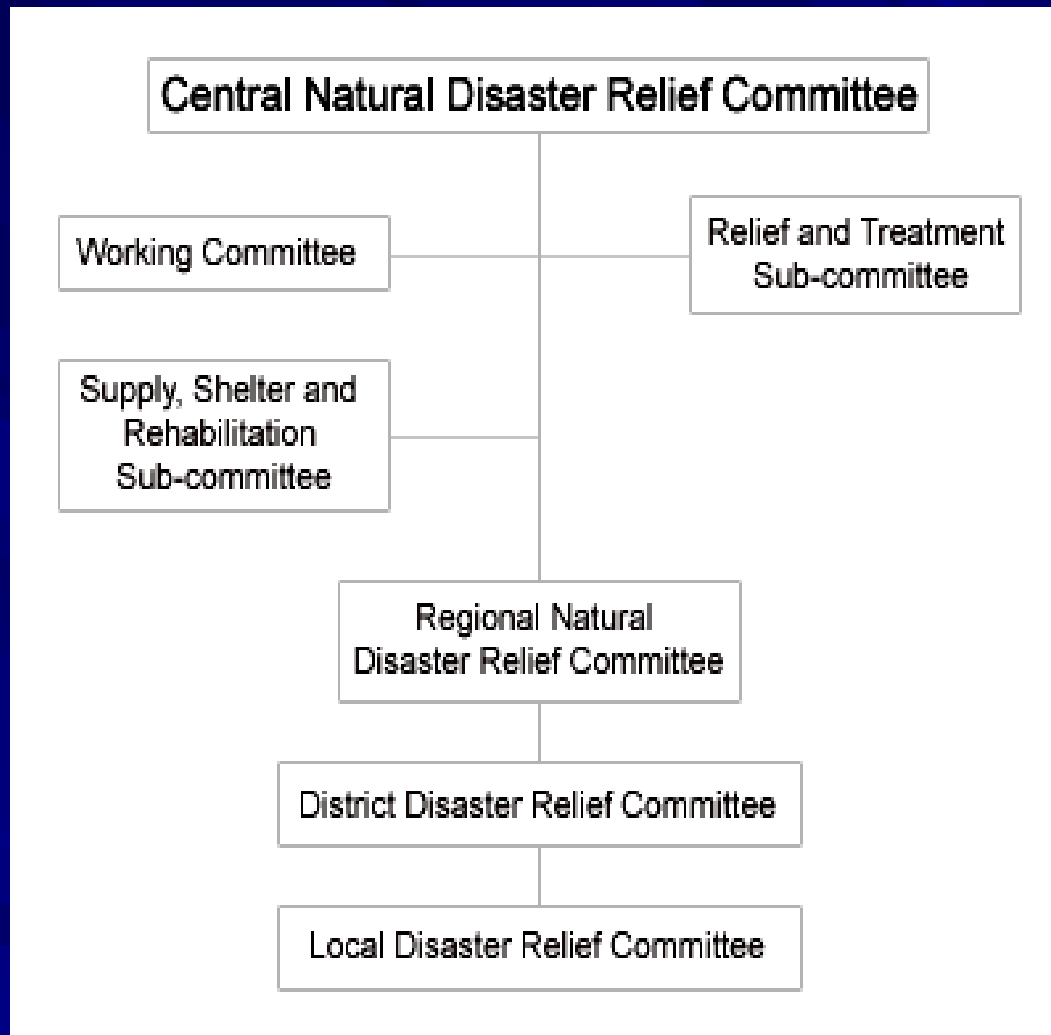 Central Natural Disaster Relief Committee
Working Committee
Relief and Treatment
Sub-committee
Supply, Shelter and
Rehabilitation
Sub-committee
Regional Natural
Disaster Relief Committee
District Disaster Relief Committee
Local Disaster Relief Committee